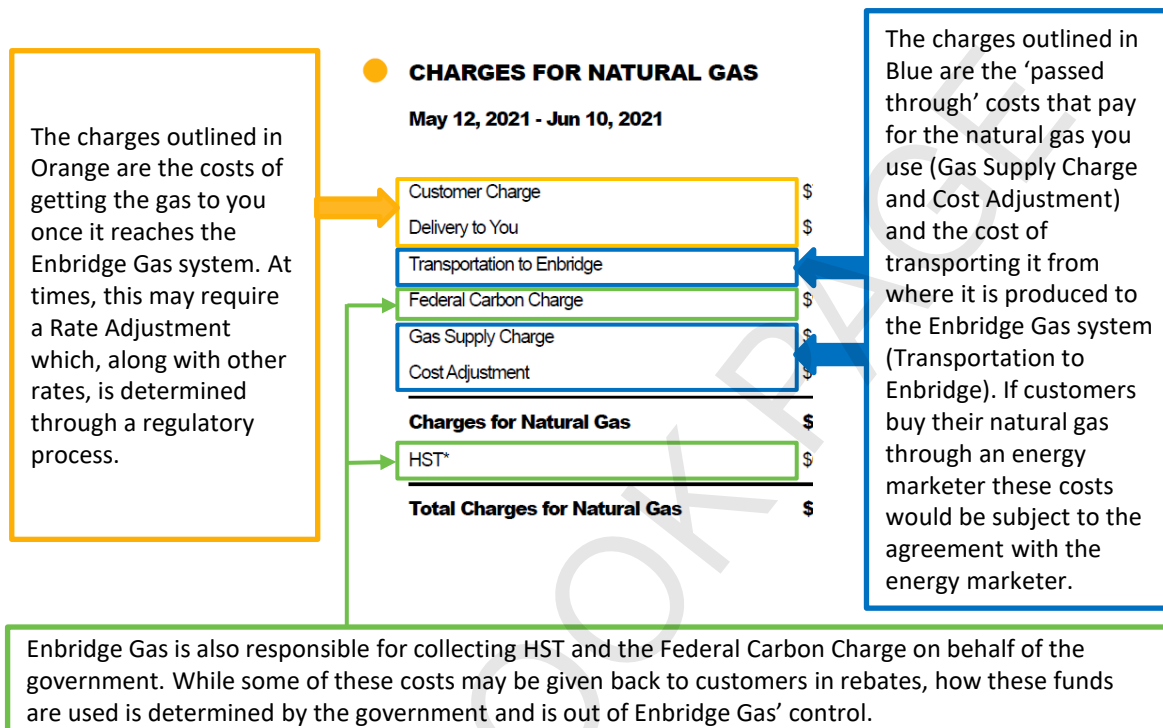 The charges outlined in
Orange are the costs of
getting the gas to you
once it reaches the
Enbridge Gas system. At
times, this may require
a Rate Adjustment
which, along with other
rates, is determined
through a regulatory
process.
CHARGES FOR NATURAL GAS
May 12, 2021 - Jun 10, 2021
Customer Charge $
Delivery to You $
Transportation to Enbridge
Federal Carbon Charge $
Gas Supply Charge $
Cost Adjustment $
Charges for Natural Gas $
HST* $
Total Charges for Natural Gas $
The charges outlined in
Blue are the ‘passed
through’ costs that pay
for the natural gas you
use (Gas Supply Charge
and Cost Adjustment)
and the cost of
transporting it from
where it is produced to
the Enbridge Gas system
(Transportation to
Enbridge). If customers
buy their natural gas
through an energy
marketer these costs
would be subject to the
agreement with the
energy marketer.
Enbridge Gas is also responsible for collecting HST and the Federal Carbon Charge on behalf of the
government. While some of these costs may be given back to customers in rebates, how these funds
are used is determined by the government and is out of Enbridge Gas’ control.